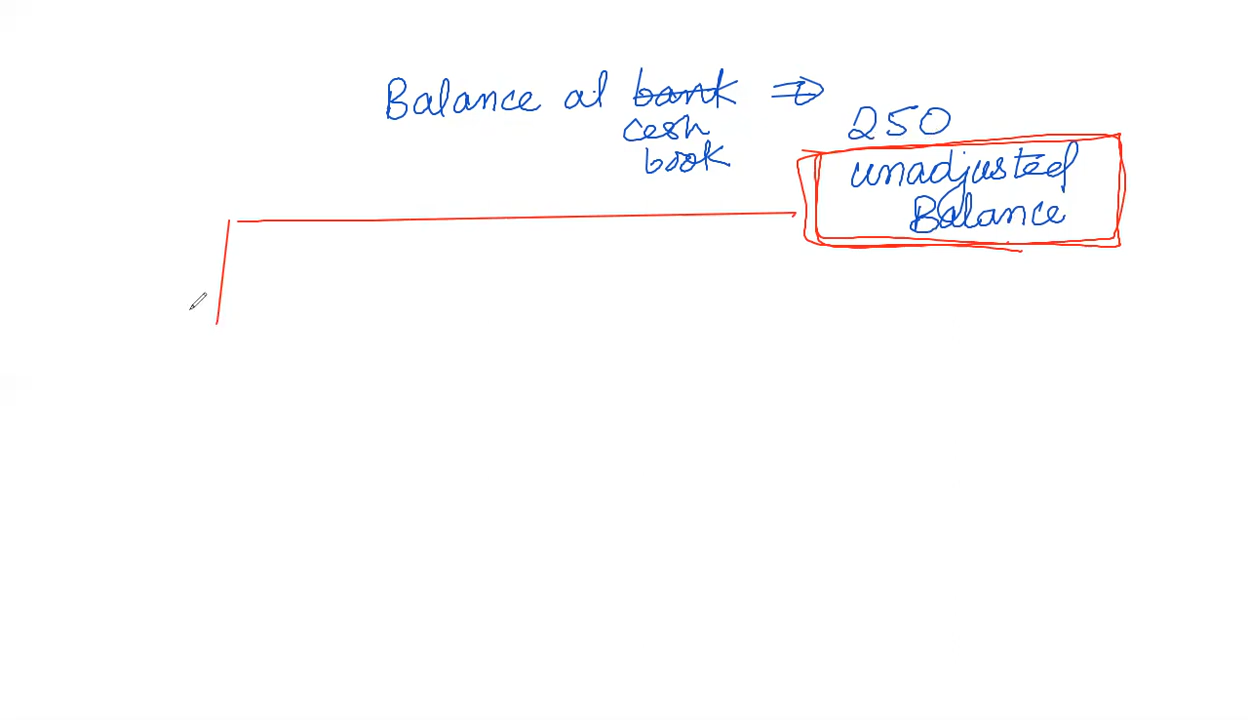 Balance at bank ⇒
cash
book
250
unadjusted
Balance